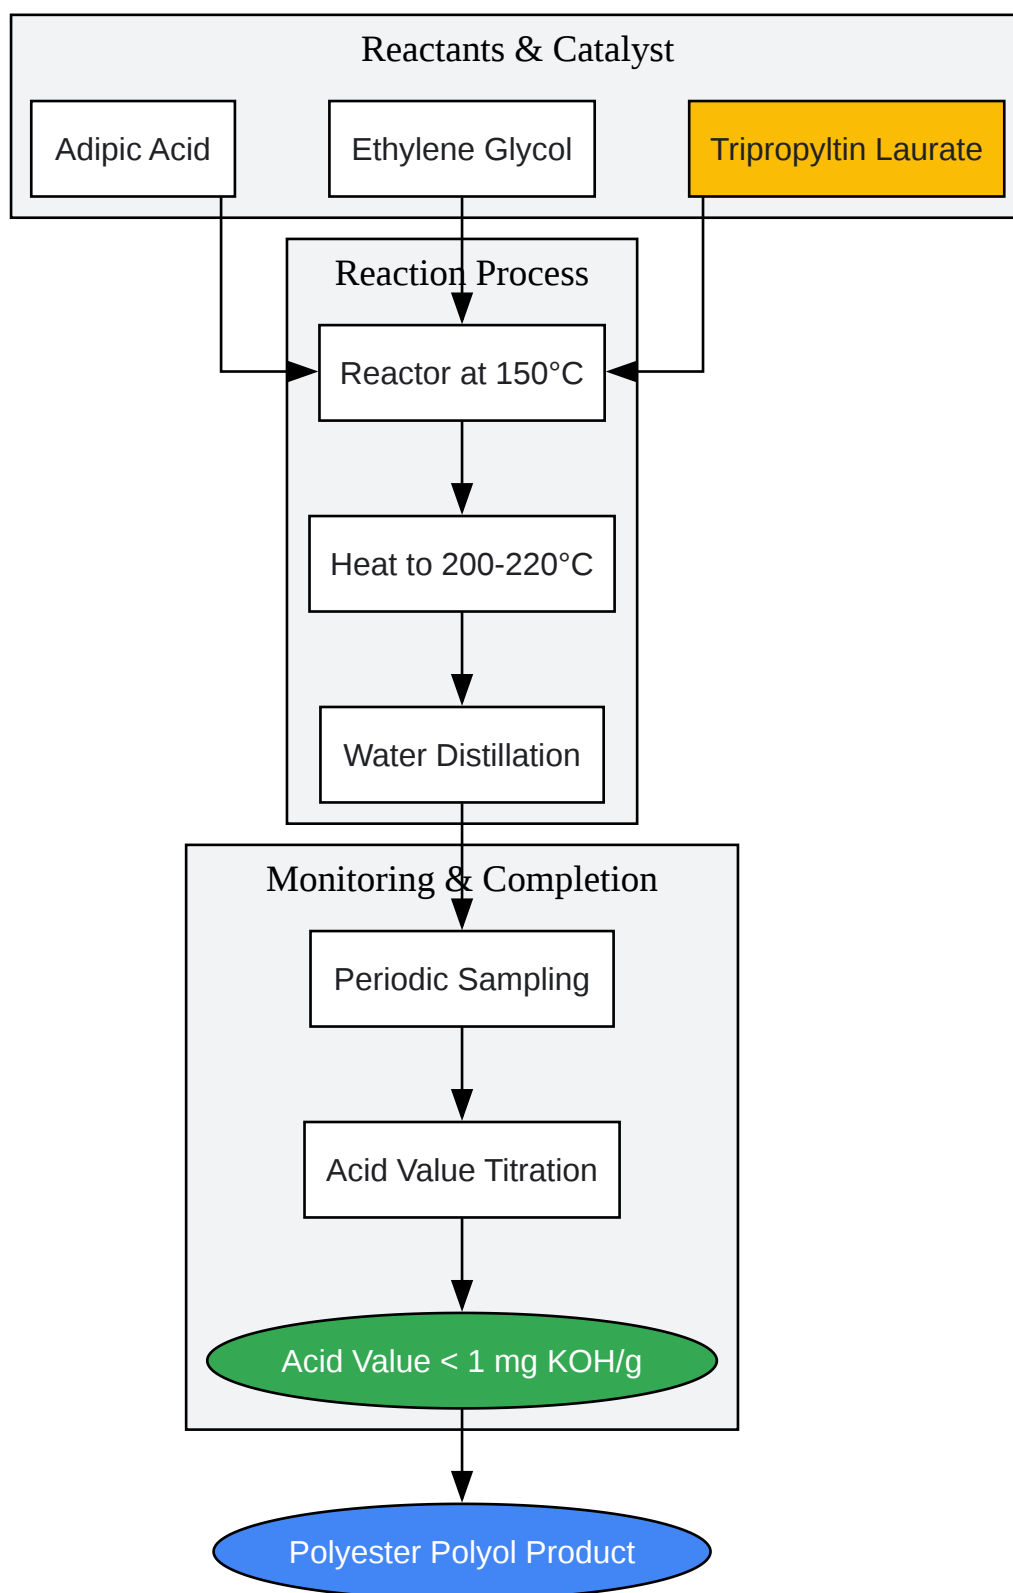 Reactants & Catalyst
Adipic Acid
Ethylene Glycol
Tripropyltin Laurate
Reaction Process
Reactor at 150°C
Heat to 200-220°C
Water Distillation
Monitoring & Completion
Periodic Sampling
Acid Value Titration
Acid Value < 1 mg KOH/g
Polyester Polyol Product